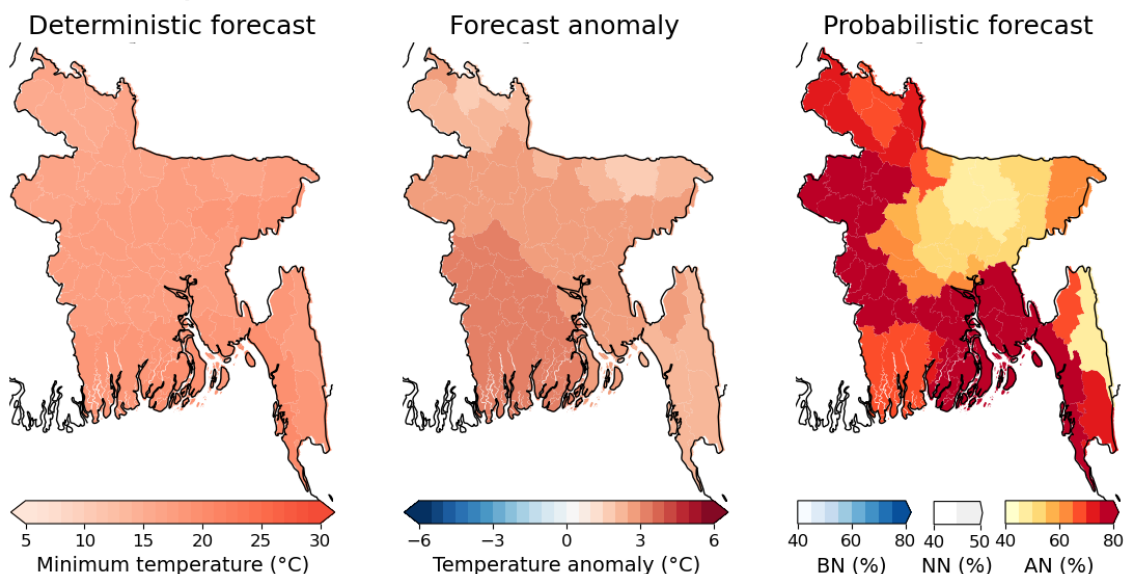 Deterministic forecast
Forecast anomaly
Probabilistic forecast
5 10 15 20 25 30
Minimum temperature (°C)
−6 −3 0 3 6
Temperature anomaly (°C)
40 60 80
BN (%)
40 50
NN (%)
40 60 80
AN (%)